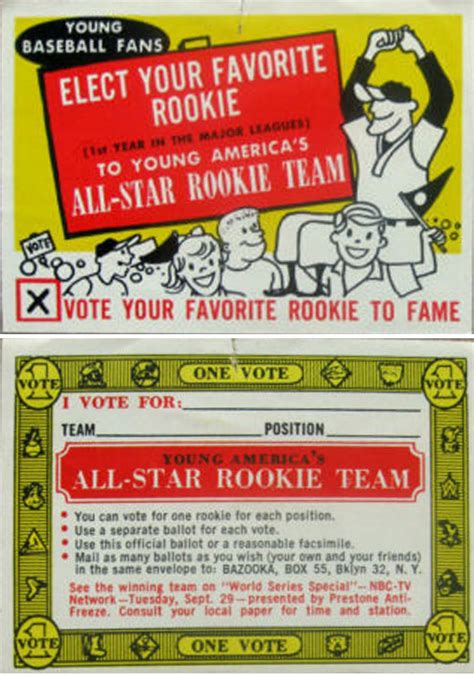 YOUNG
BASEBALL FANS
ELECT YOUR FAVORITE
ROOKIE
(1st YEAR IN THE MAJOR LEAGUES)
TO YOUNG AMERICA'S
ALL-STAR ROOKIE TEAM
VOTE
X
VOTE YOUR FAVORITE ROOKIE TO FAME
1 VOTE
ONE VOTE
1 VOTE
I VOTE FOR:
TEAM POSITION
YOUNG AMERICA'S
ALL-STAR ROOKIE TEAM
• You can vote for one rookie for each position.
• Use a separate ballot for each vote.
• Use this official ballot or a reasonable facsimile.
• Mail as many ballots as you wish (your own and your friends)
in the same envelope to: BAZOOKA, BOX 55, Bklyn 32, N. Y.
See the winning team on "World Series Special"—NBC-TV
Network—Tuesday, Sept. 29—presented by Prestone Anti-
Freeze. Consult your local paper for time and station.
1 VOTE
ONE VOTE
1 VOTE